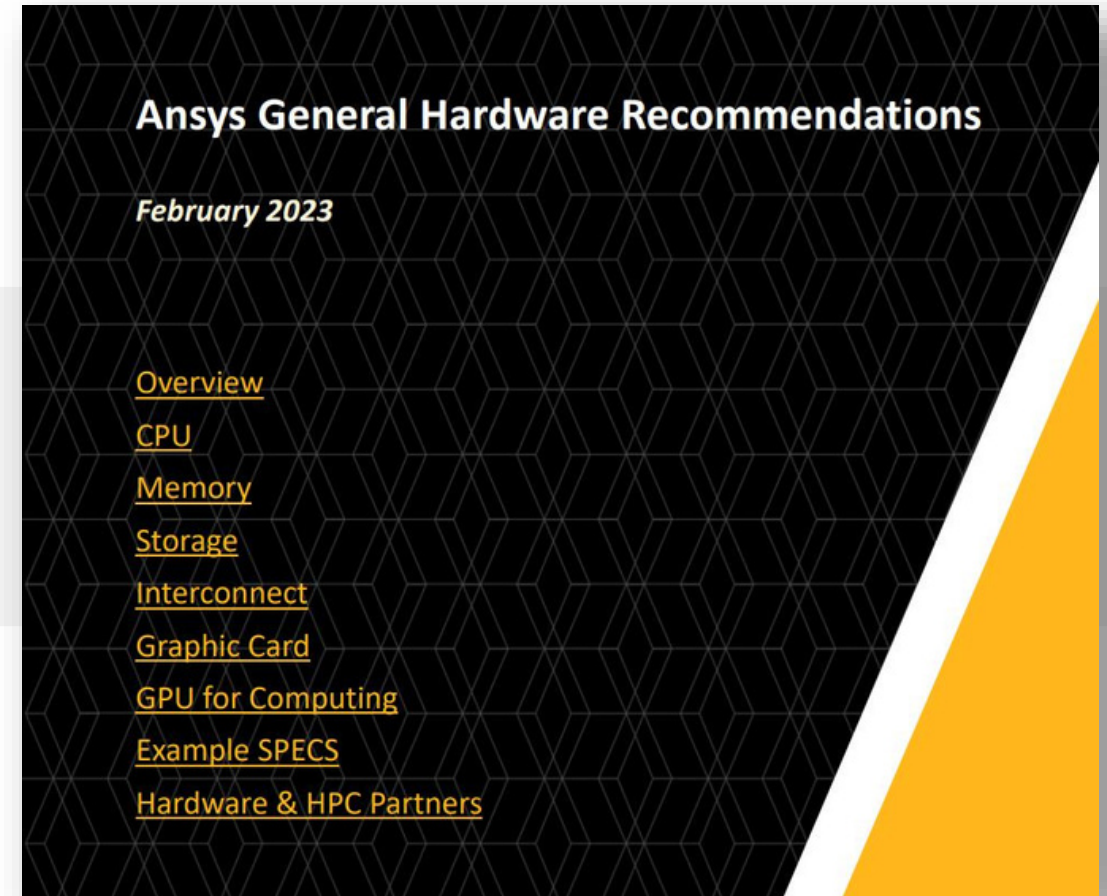 Ansys General Hardware Recommendations
February 2023
Overview
CPU
Memory
Storage
Interconnect
Graphic Card
GPU for Computing
Example SPECS
Hardware & HPC Partners